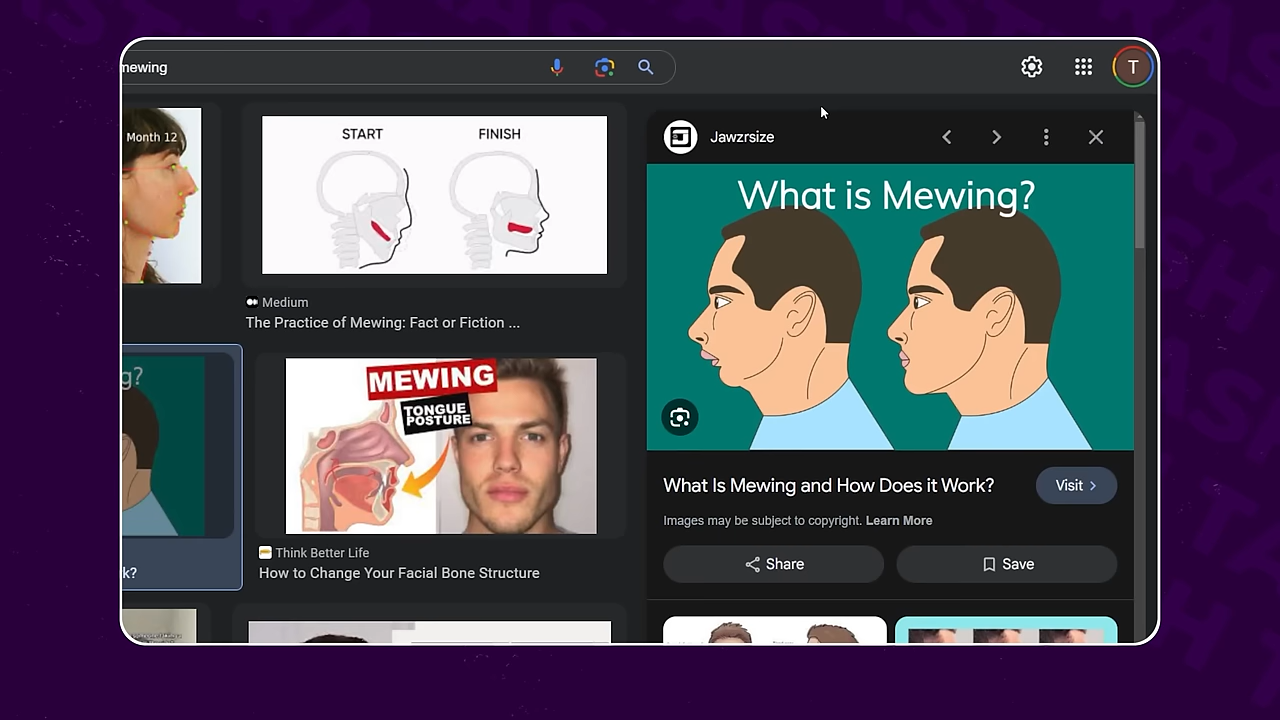 mewing
T
Month 12
START FINISH
Medium
The Practice of Mewing: Fact or Fiction ...
Jawzrsize
What is Mewing?
g?
k?
MEWING
TONGUE
POSTURE
Think Better Life
How to Change Your Facial Bone Structure
What Is Mewing and How Does it Work?
Visit
Images may be subject to copyright. Learn More
Share
Save